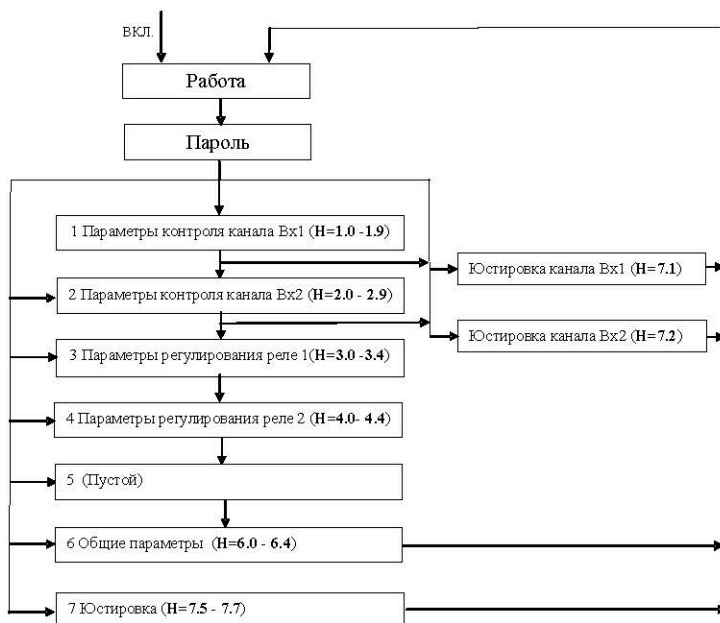 ВКЛ.
Работа
Пароль
1 Параметры контроля канала Вх1 (Н=1.0 -1.9)
Юстировка канала Вх1 (Н=7.1)
2 Параметры контроля канала Вх2 (Н=2.0 - 2.9)
Юстировка канала Вх2 (Н=7.2)
3 Параметры регулирования реле 1(Н=3.0 -3.4)
4 Параметры регулирования реле 2 (Н=4.0- 4.4)
5 (Пустой)
6 Общие параметры (Н=6.0 - 6.4)
7 Юстировка (Н=7.5 - 7.7)